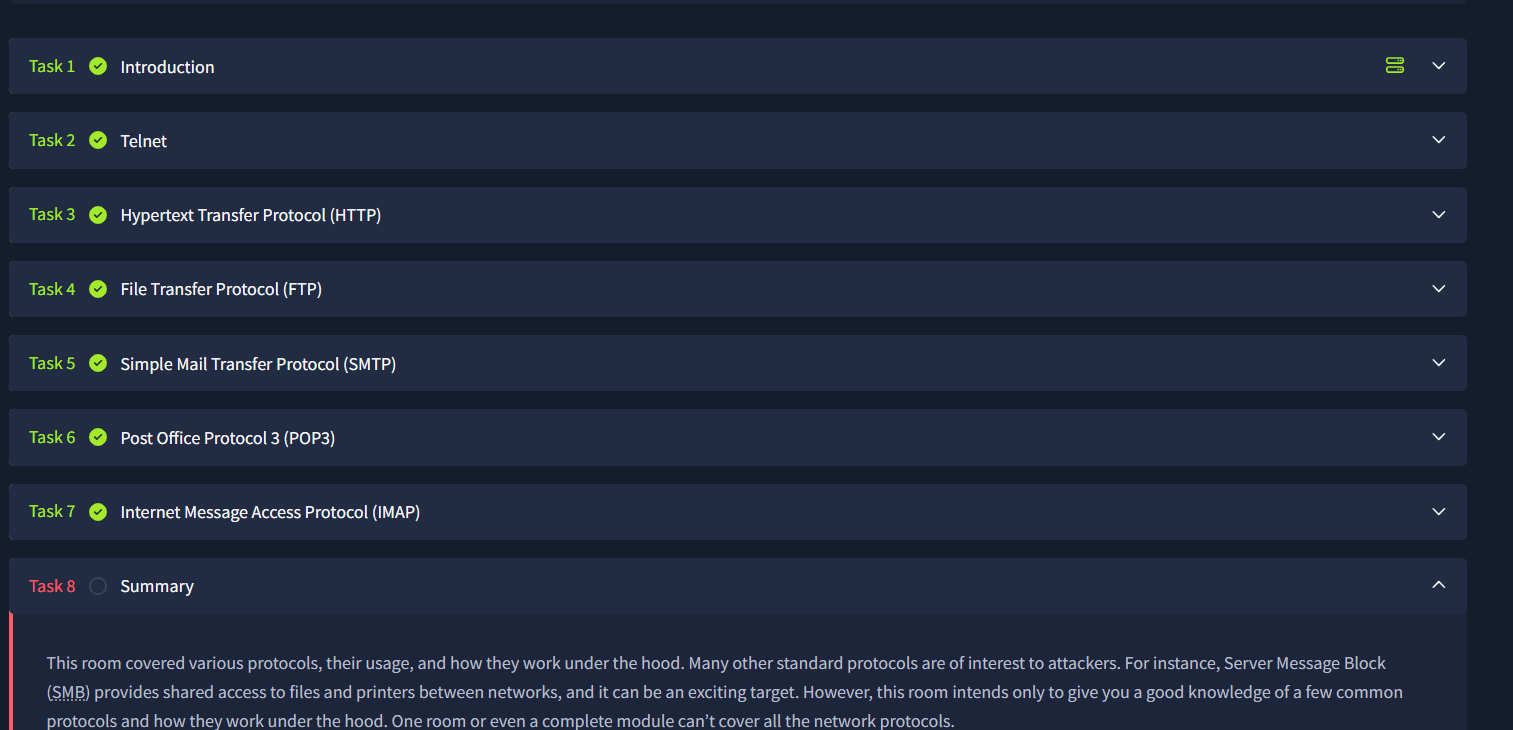 Task 1 Introduction
Task 2 Telnet
Task 3 Hypertext Transfer Protocol (HTTP)
Task 4 File Transfer Protocol (FTP)
Task 5 Simple Mail Transfer Protocol (SMTP)
Task 6 Post Office Protocol 3 (POP3)
Task 7 Internet Message Access Protocol (IMAP)
Task 8 Summary
This room covered various protocols, their usage, and how they work under the hood. Many other standard protocols are of interest to attackers. For instance, Server Message Block
(SMB) provides shared access to files and printers between networks, and it can be an exciting target. However, this room intends only to give you a good knowledge of a few common
protocols and how they work under the hood. One room or even a complete module can’t cover all the network protocols.